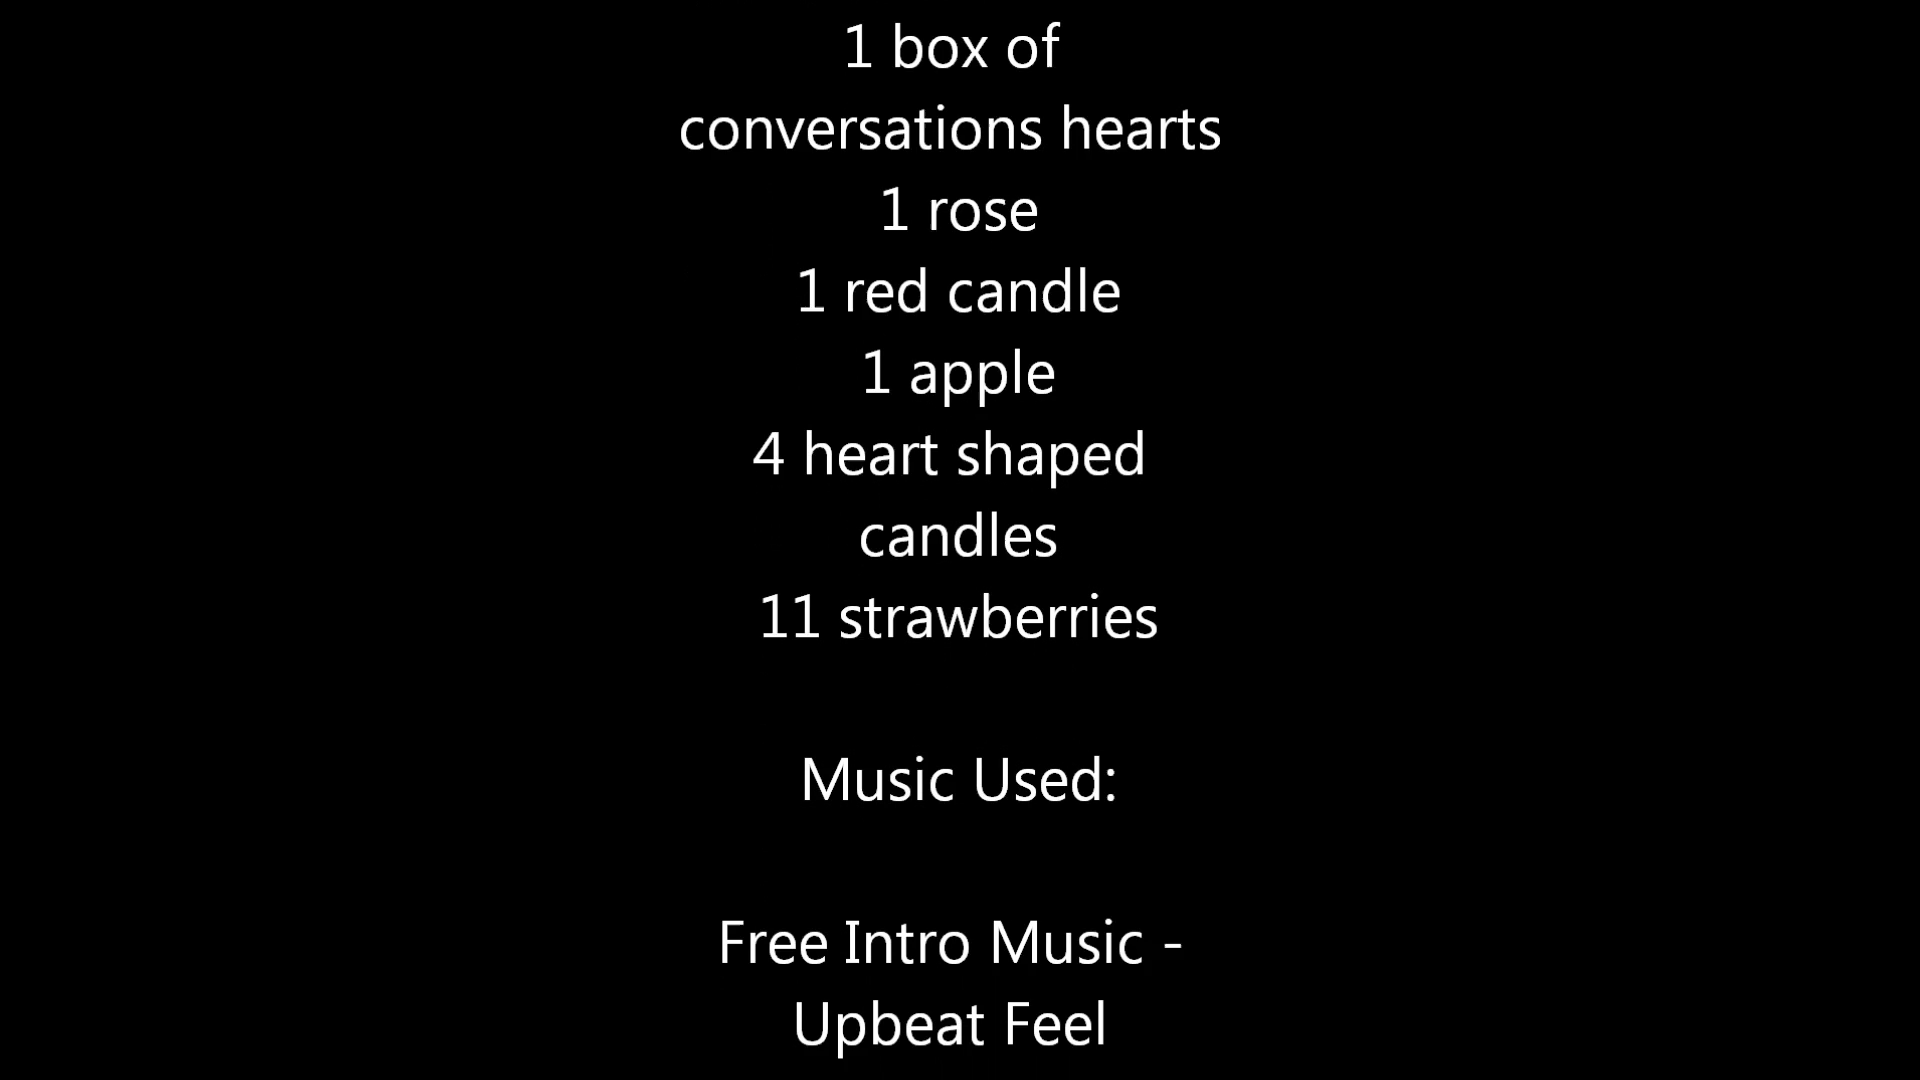 1 box of
conversations hearts
1 rose
1 red candle
1 apple
4 heart shaped
candles
11 strawberries
Music Used:
Free Intro Music -
Upbeat Feel